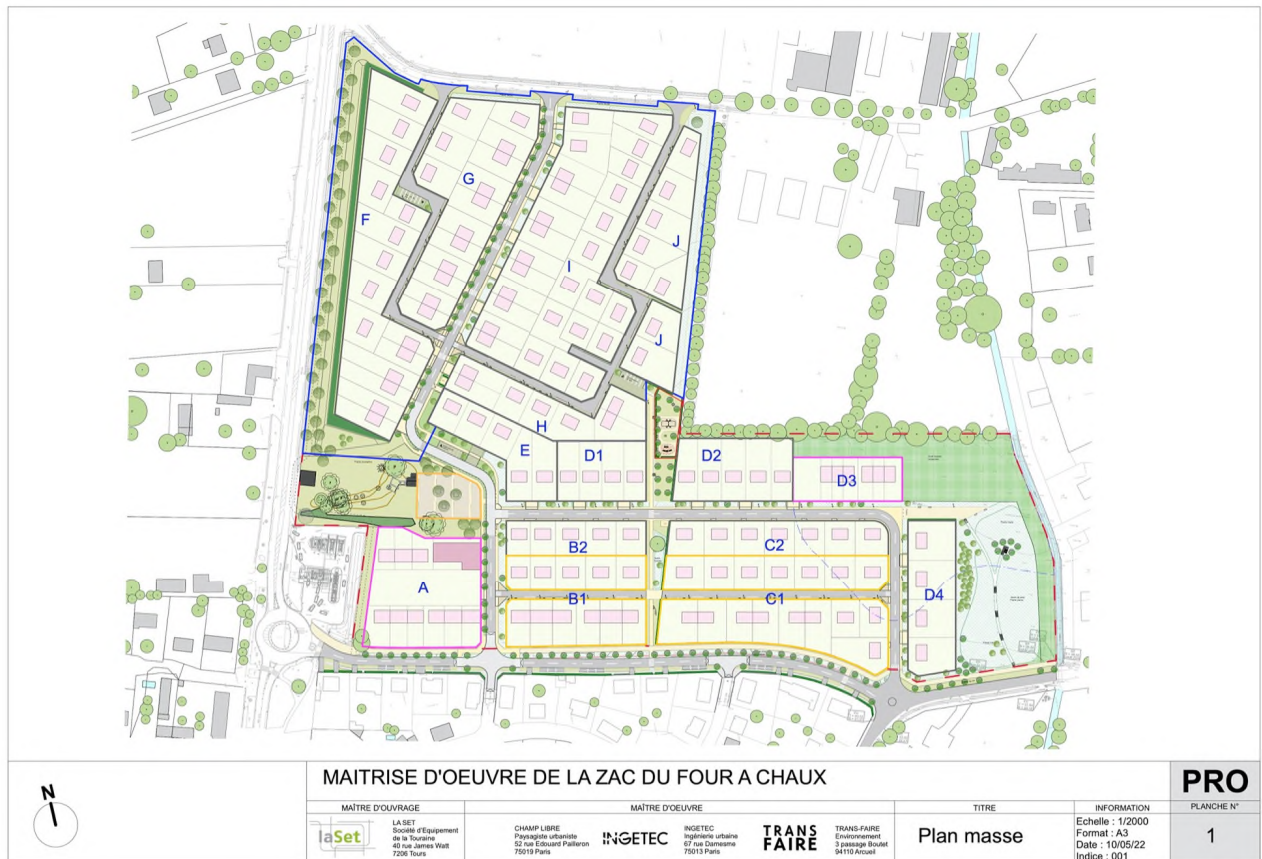 G
F
J
I
J
H
E
D1
D2
D3
B2
C2
A
B1
C1
D4
N
MAITRISE D'OEUVRE DE LA ZAC DU FOUR A CHAUX
PRO
MAÎTRE D'OUVRAGE
MAÎTRE D'OEUVRE
TITRE
INFORMATION
PLANCHE N°
laSet
LA SET
Société d'Equipement
de la Touraine
40 rue James Watt
7206 Tours
CHAMP LIBRE
Paysagiste urbaniste
52 rue Edouard Pailleron
75019 Paris
INGETEC
INGETEC
Ingénierie urbaine
67 rue Damesme
75013 Paris
TRANS
FAIRE
TRANS-FAIRE
Environnement
3 passage Boutet
94110 Arcueil
Plan masse
Echelle : 1/2000
Format : A3
Date : 10/05/22
Indice : 001
1